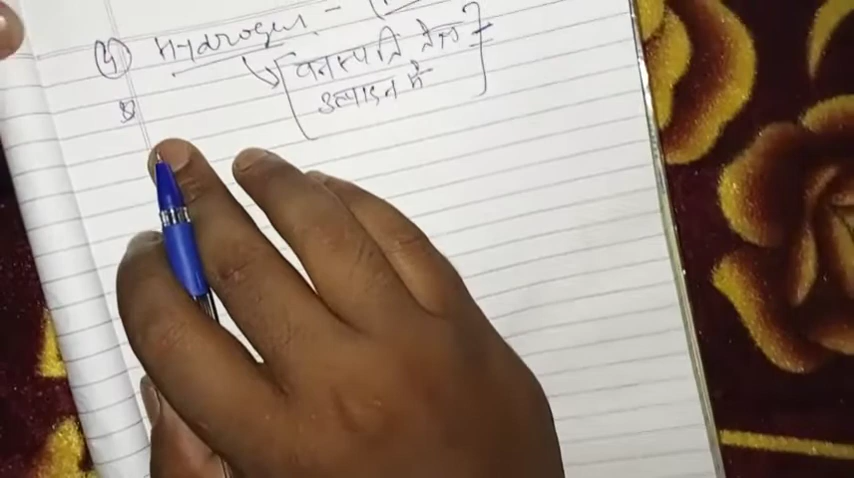 (4) Hydrogen - (
[वनस्पति तेल
उत्पादन में]